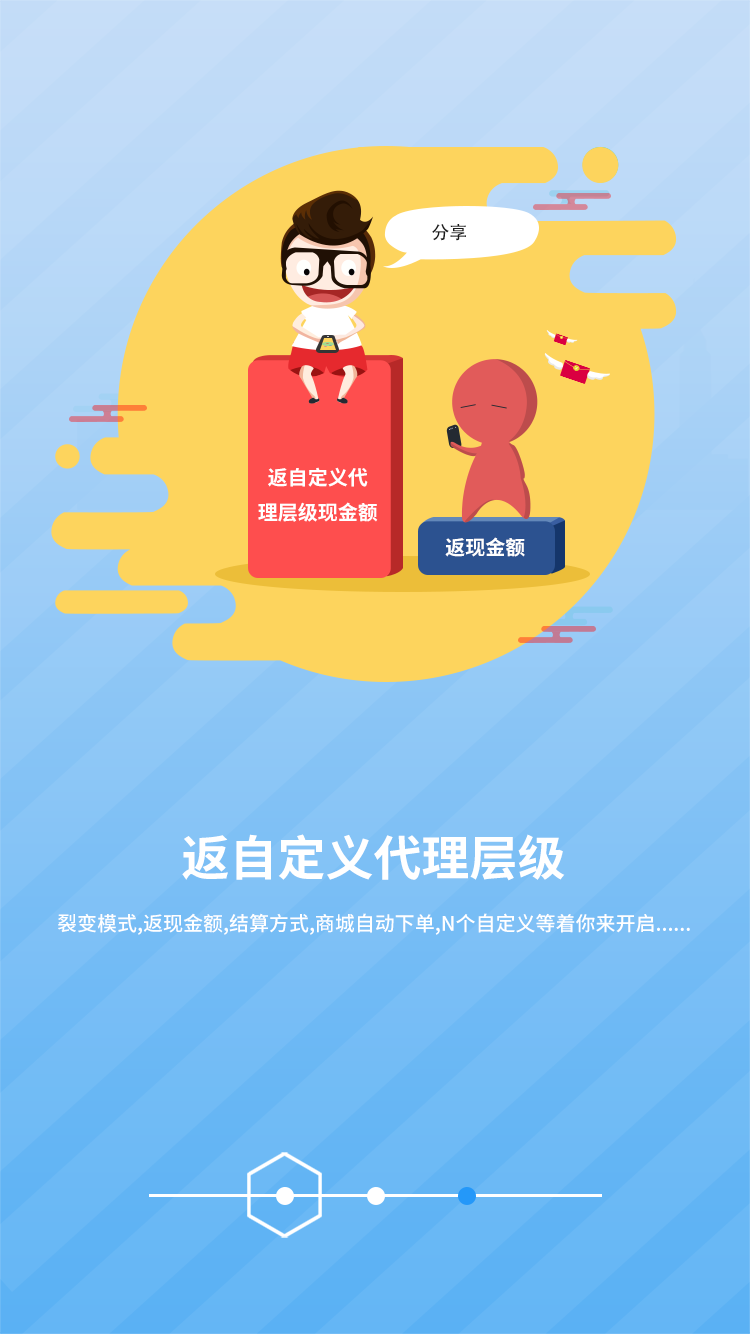 分享
返自定义代
理层级现金额
返现金额
返自定义代理层级
裂变模式,返现金额,结算方式,商城自动下单,N个自定义等着你来开启......